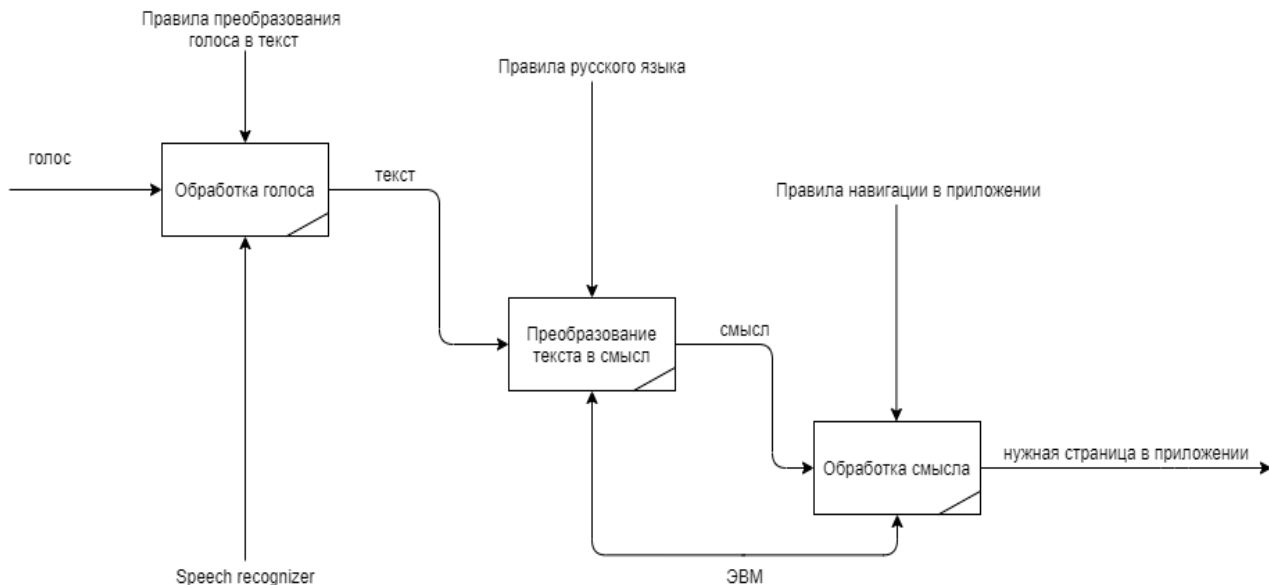 Правила преобразования
голоса в текст
Правила русского языка
голос
Обработка голоса
текст
Правила навигации в приложении
Преобразование
текста в смысл
смысл
Обработка смысла
нужная страница в приложении
Speech recognizer
ЭВМ